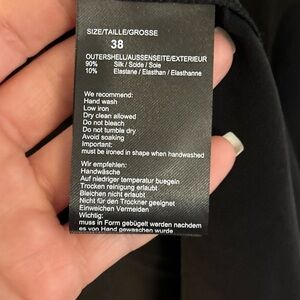 SIZE/TAILLE/GROSSE
38
OUTERSHELL/AUSSENSEITE/EXTERIEUR
90% Silk / Seide / Soie
10% Elastane / Elasthan / Elasthanne
We recommend:
Hand wash
Low iron
Dry clean allowed
Do not bleach
Do not tumble dry
Avoid soaking
Important:
must be ironed in shape when handwashed
Wir empfehlen:
Handwäsche
Auf niedriger temperatur buegeln
Trocken reinigung erlaubt
Bleichen nicht erlaubt
Nicht für den Trockner geeignet
Einweichen Vermeiden
Wichtig:
muss in Form gebügelt werden nachdem
es von Hand gewaschen wurde